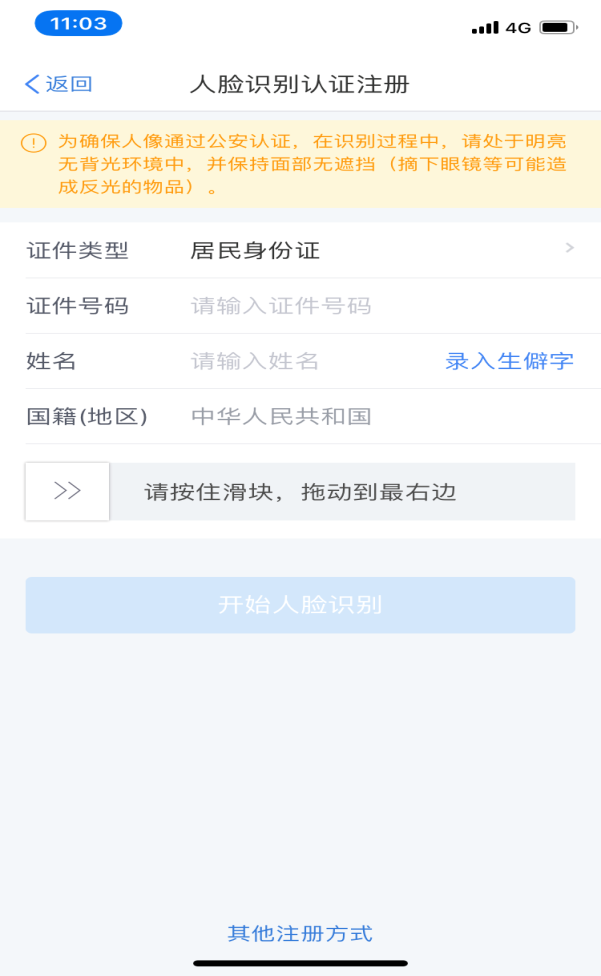 11:03
4G
返回
人脸识别认证注册
为确保人像通过公安认证，在识别过程中，请处于明亮
无背光环境中，并保持面部无遮挡（摘下眼镜等可能造
成反光的物品）。
证件类型 居民身份证
证件号码 请输入证件号码
姓名 请输入姓名 录入生僻字
国籍(地区) 中华人民共和国
>> 请按住滑块，拖动到最右边
开始人脸识别
其他注册方式